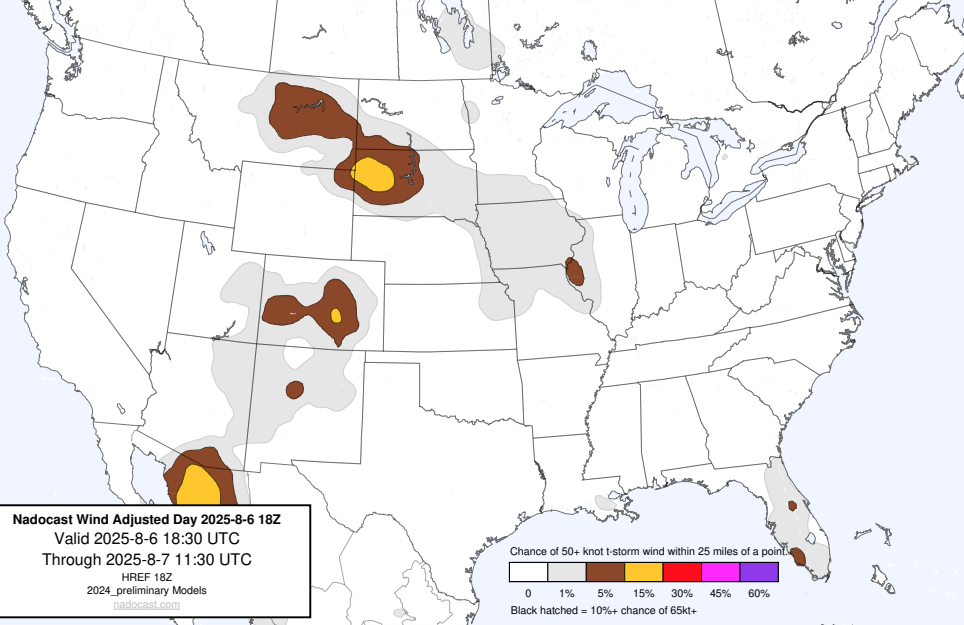 Nadocast Wind Adjusted Day 2025-8-6 18Z
Valid 2025-8-6 18:30 UTC
Through 2025-8-7 11:30 UTC
HREF 18Z
2024_preliminary Models
nadocast.com
Chance of 50+ knot t-storm wind within 25 miles of a point.
0 1% 5% 15% 30% 45% 60%
Black hatched = 10%+ chance of 65kt+